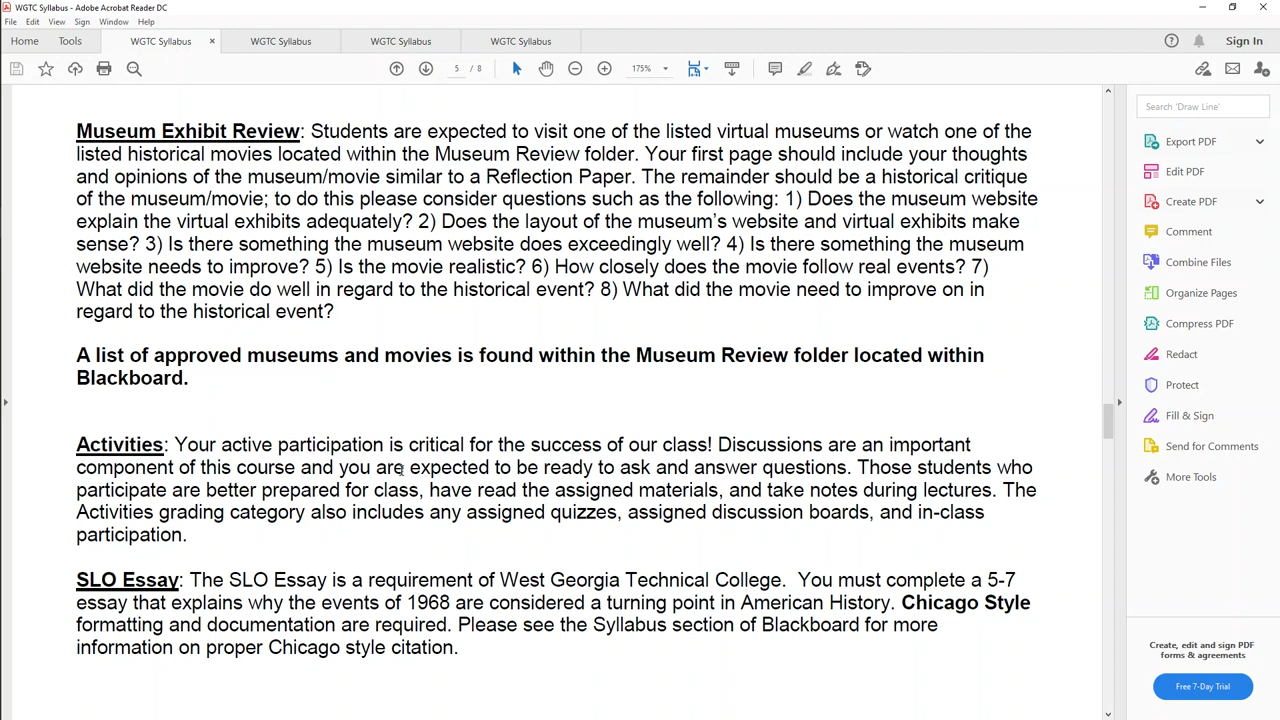 WGTC Syllabus - Adobe Acrobat Reader DC
File Edit View Sign Window Help
Home Tools WGTC Syllabus × WGTC Syllabus WGTC Syllabus WGTC Syllabus Sign In
5 / 8 175%
Museum Exhibit Review: Students are expected to visit one of the listed virtual museums or watch one of the
listed historical movies located within the Museum Review folder. Your first page should include your thoughts
and opinions of the museum/movie similar to a Reflection Paper. The remainder should be a historical critique
of the museum/movie; to do this please consider questions such as the following: 1) Does the museum website
explain the virtual exhibits adequately? 2) Does the layout of the museum's website and virtual exhibits make
sense? 3) Is there something the museum website does exceedingly well? 4) Is there something the museum
website needs to improve? 5) Is the movie realistic? 6) How closely does the movie follow real events? 7)
What did the movie do well in regard to the historical event? 8) What did the movie need to improve on in
regard to the historical event?
A list of approved museums and movies is found within the Museum Review folder located within
Blackboard.
Activities: Your active participation is critical for the success of our class! Discussions are an important
component of this course and you are expected to be ready to ask and answer questions. Those students who
participate are better prepared for class, have read the assigned materials, and take notes during lectures. The
Activities grading category also includes any assigned quizzes, assigned discussion boards, and in-class
participation.
SLO Essay: The SLO Essay is a requirement of West Georgia Technical College. You must complete a 5-7
essay that explains why the events of 1968 are considered a turning point in American History. Chicago Style
formatting and documentation are required. Please see the Syllabus section of Blackboard for more
information on proper Chicago style citation.
Search 'Draw Line'
Export PDF
Edit PDF
Create PDF
Comment
Combine Files
Organize Pages
Compress PDF
Redact
Protect
Fill & Sign
Send for Comments
More Tools
Create, edit and sign PDF
forms & agreements
Free 7-Day Trial